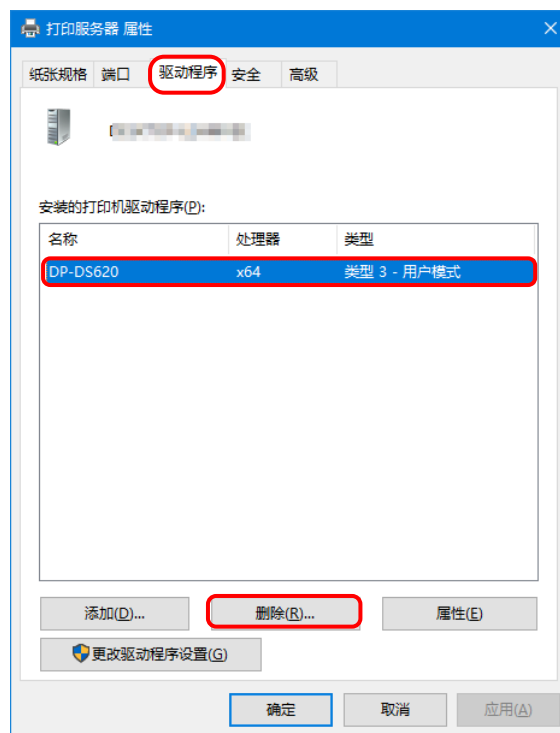 打印服务器 属性
纸张规格 端口 驱动程序 安全 高级
安装的打印机驱动程序(P):
名称 处理器 类型
DP-DS620 x64 类型 3 - 用户模式
添加(D)... 删除(R)... 属性(E)
更改驱动程序设置(G)
确定 取消 应用(A)